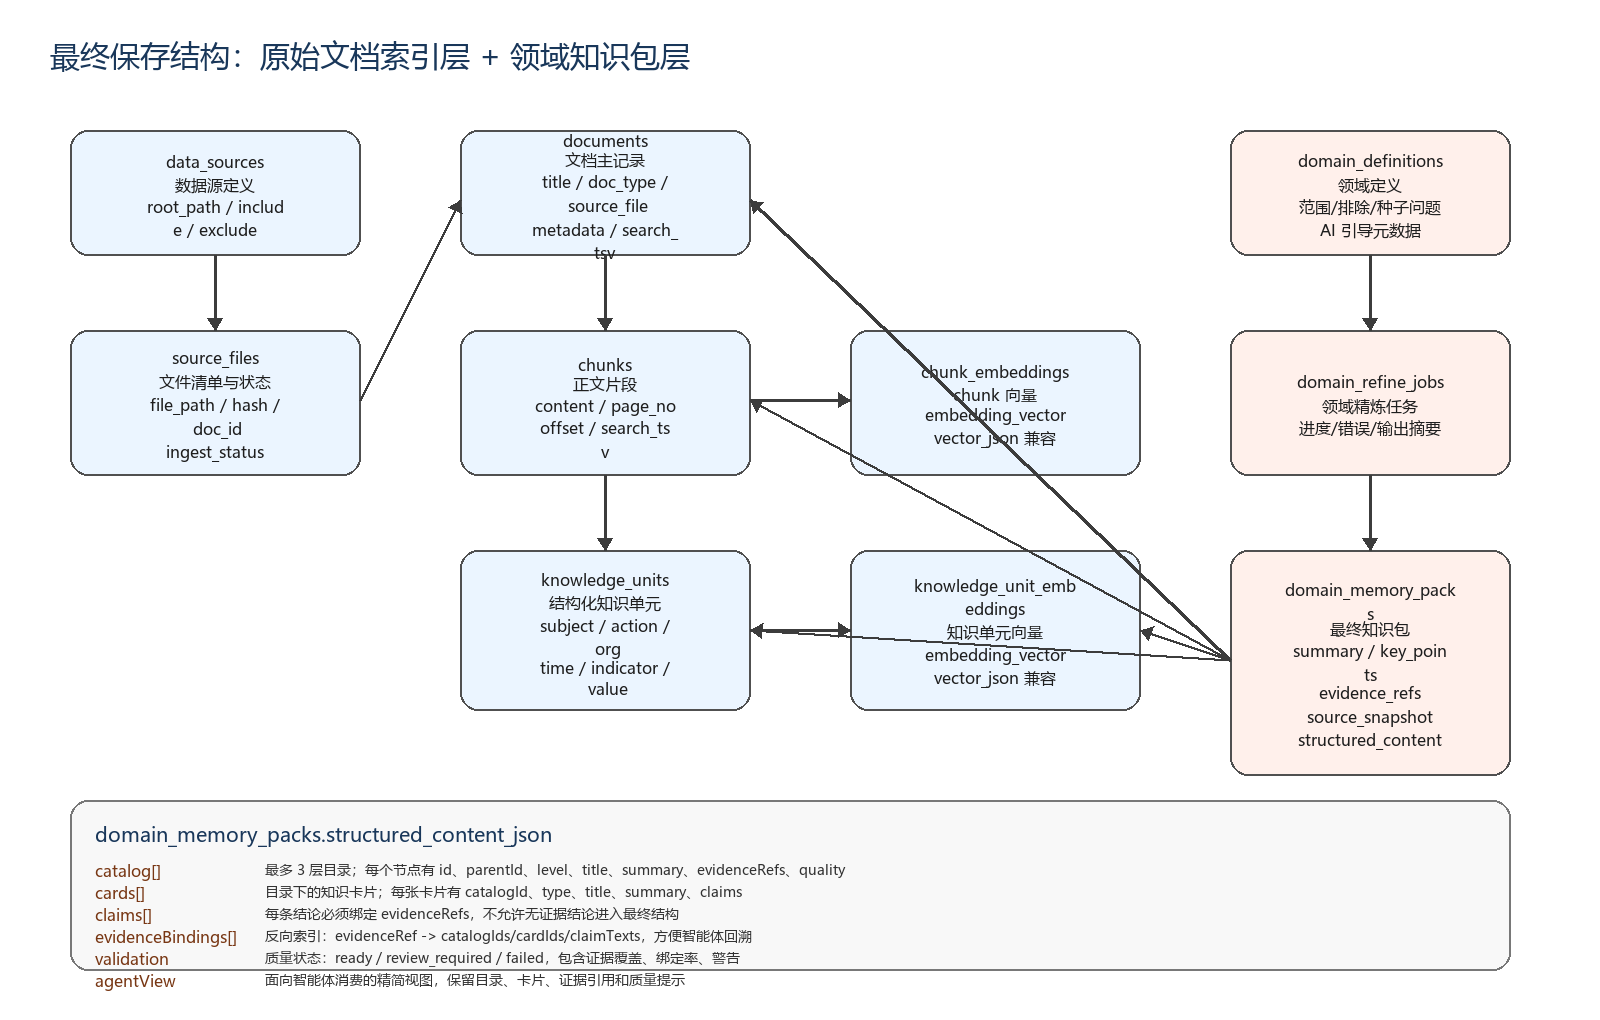 最终保存结构：原始文档索引层 + 领域知识包层
data_sources
数据源定义
root_path / includ
e / exclude
documents
文档主记录
title / doc_type /
source_file
metadata / search_
tsv
domain_definitions
领域定义
范围/排除/种子问题
AI 引导元数据
source_files
文件清单与状态
file_path / hash /
doc_id
ingest_status
chunks
正文片段
content / page_no
offset / search_ts
v
chunk_embeddings
chunk 向量
embedding_vector
vector_json 兼容
domain_refine_jobs
领域精炼任务
进度/错误/输出摘要
knowledge_units
结构化知识单元
subject / action /
org
time / indicator /
value
knowledge_unit_emb
eddings
知识单元向量
embedding_vector
vector_json 兼容
domain_memory_pack
s
最终知识包
summary / key_poin
ts
evidence_refs
source_snapshot
structured_content
domain_memory_packs.structured_content_json
catalog[] 最多 3 层目录；每个节点有 id、parentId、level、title、summary、evidenceRefs、quality
cards[] 目录下的知识卡片；每张卡片有 catalogId、type、title、summary、claims
claims[] 每条结论必须绑定 evidenceRefs，不允许无证据结论进入最终结构
evidenceBindings[] 反向索引：evidenceRef -> catalogIds/cardIds/claimTexts，方便智能体回溯
validation 质量状态：ready / review_required / failed，包含证据覆盖、绑定率、警告
agentView 面向智能体消费的精简视图，保留目录、卡片、证据引用和质量提示